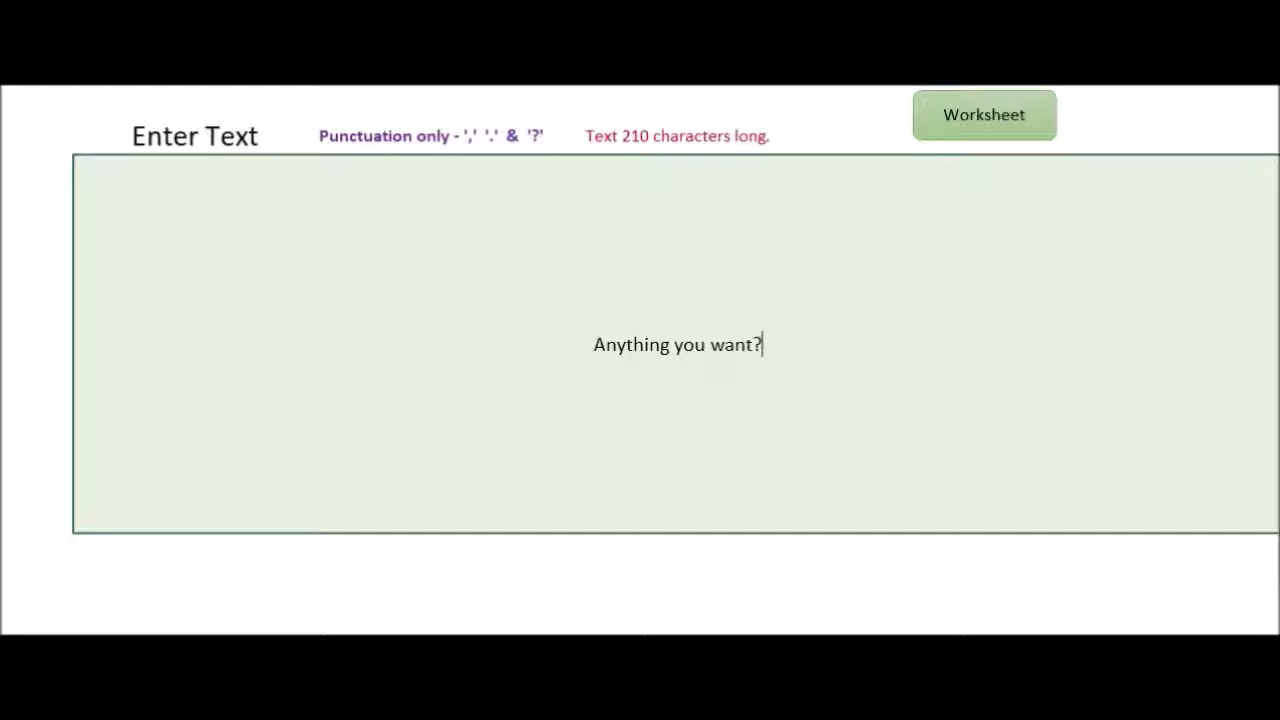 Worksheet
Enter Text Punctuation only - ',' '.' & '?' Text 210 characters long.
Anything you want?